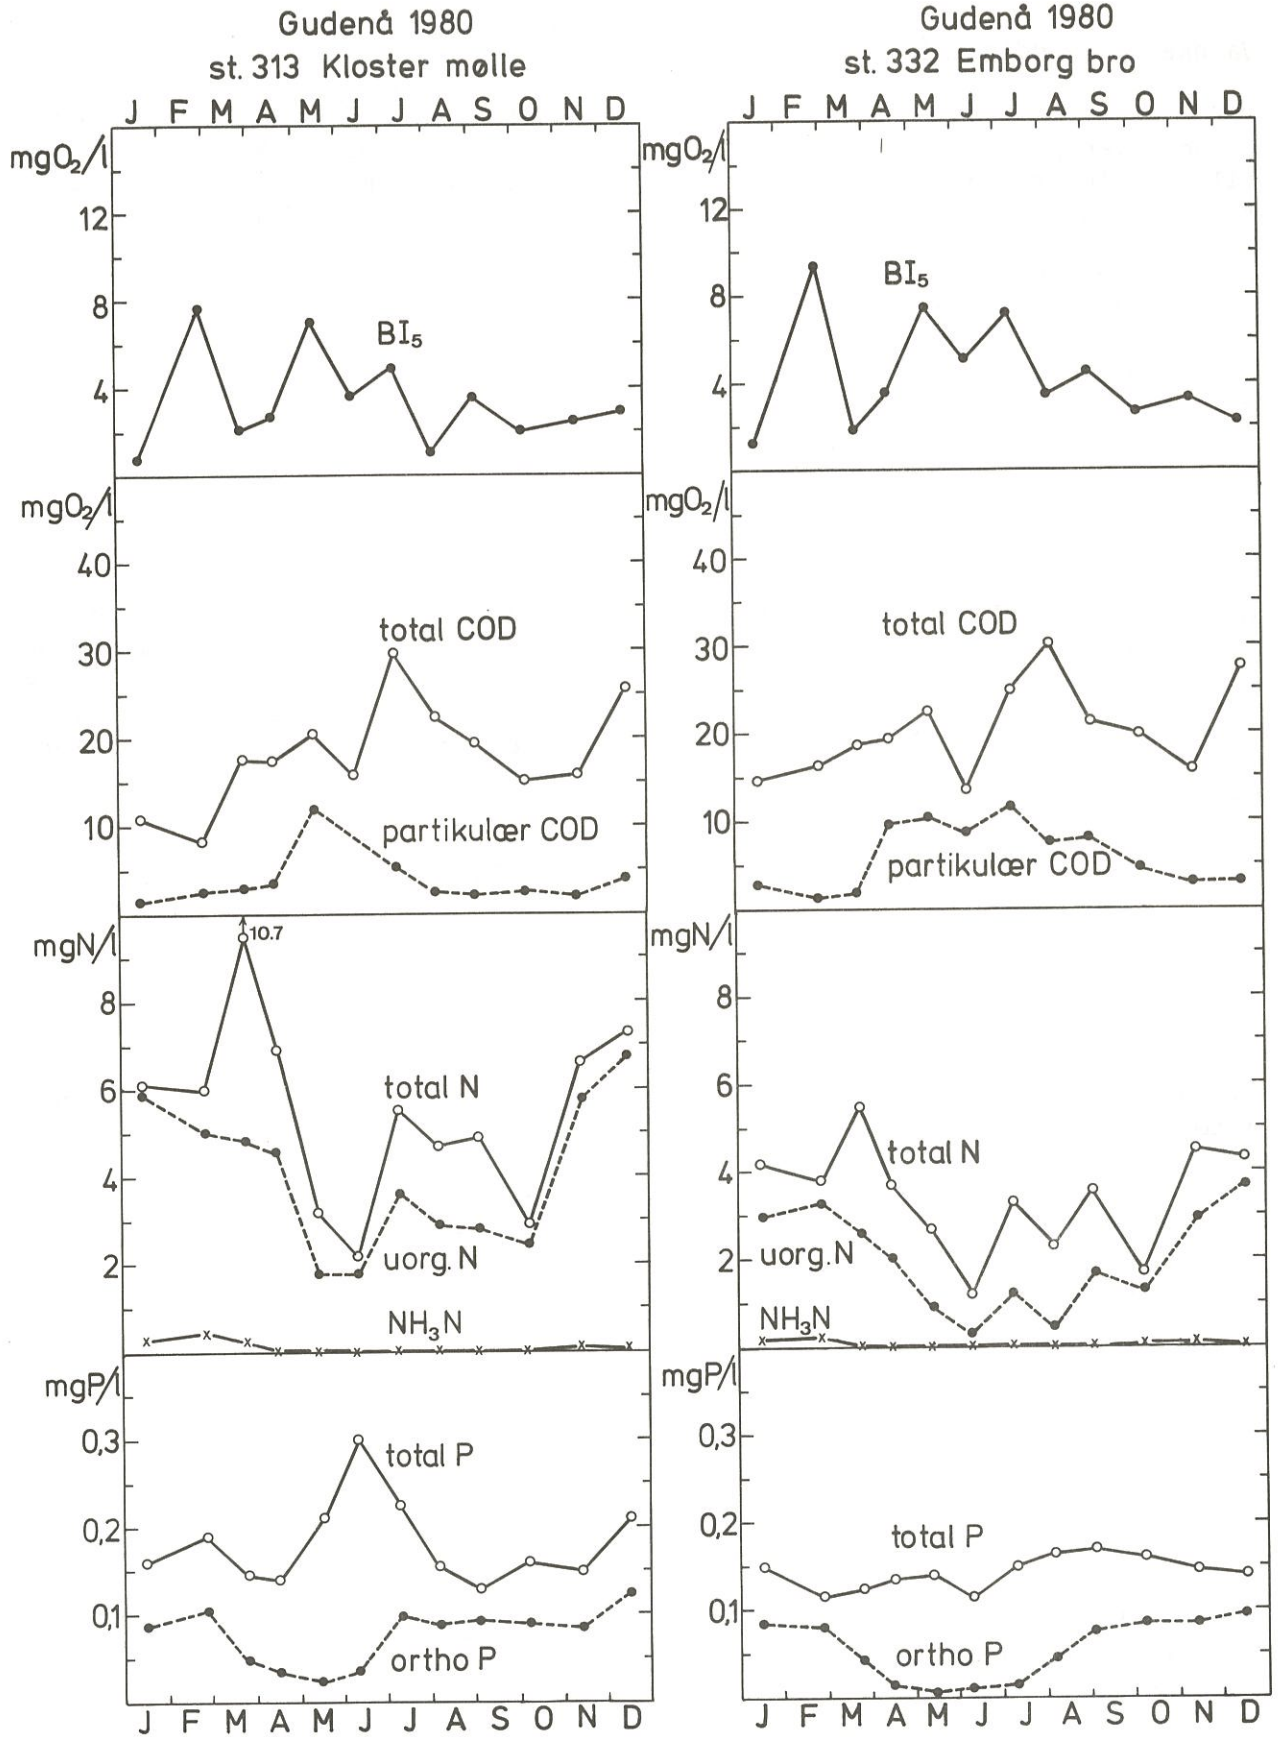 Gudenå 1980
st. 313 Kloster mølle
J F M A M J J A S O N D
mgO₂/l
12
8
4
BI₅
mgO₂/l
40
30
20
10
total COD
partikulær COD
mgN/l
10.7
8
6
4
2
total N
uorg. N
NH₃N
mgP/l
0,3
0,2
0,1
total P
ortho P
J F M A M J J A S O N D
Gudenå 1980
st. 332 Emborg bro
J F M A M J J A S O N D
mgO₂/l
12
8
4
BI₅
mgO₂/l
40
30
20
10
total COD
partikulær COD
mgN/l
8
6
4
2
total N
uorg. N
NH₃N
mgP/l
0,3
0,2
0,1
total P
ortho P
J F M A M J J A S O N D